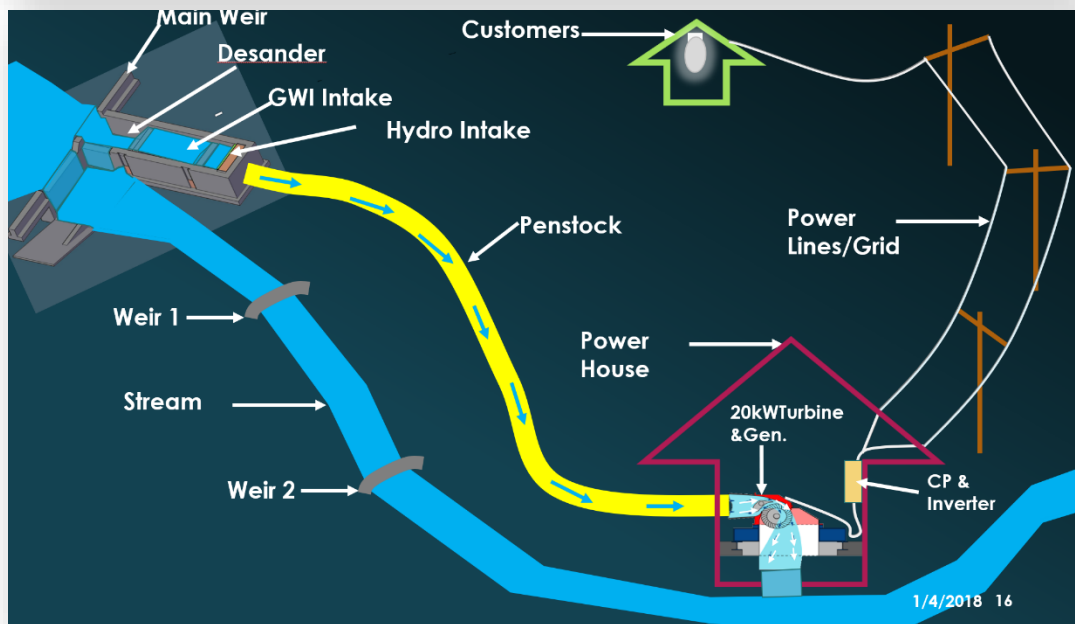 Main Weir
Desander
GWI Intake
Hydro Intake
Customers
Penstock
Power
Lines/Grid
Weir 1
Power
House
Stream
20kWTurbine
&Gen.
Weir 2
CP &
Inverter
1/4/2018 16